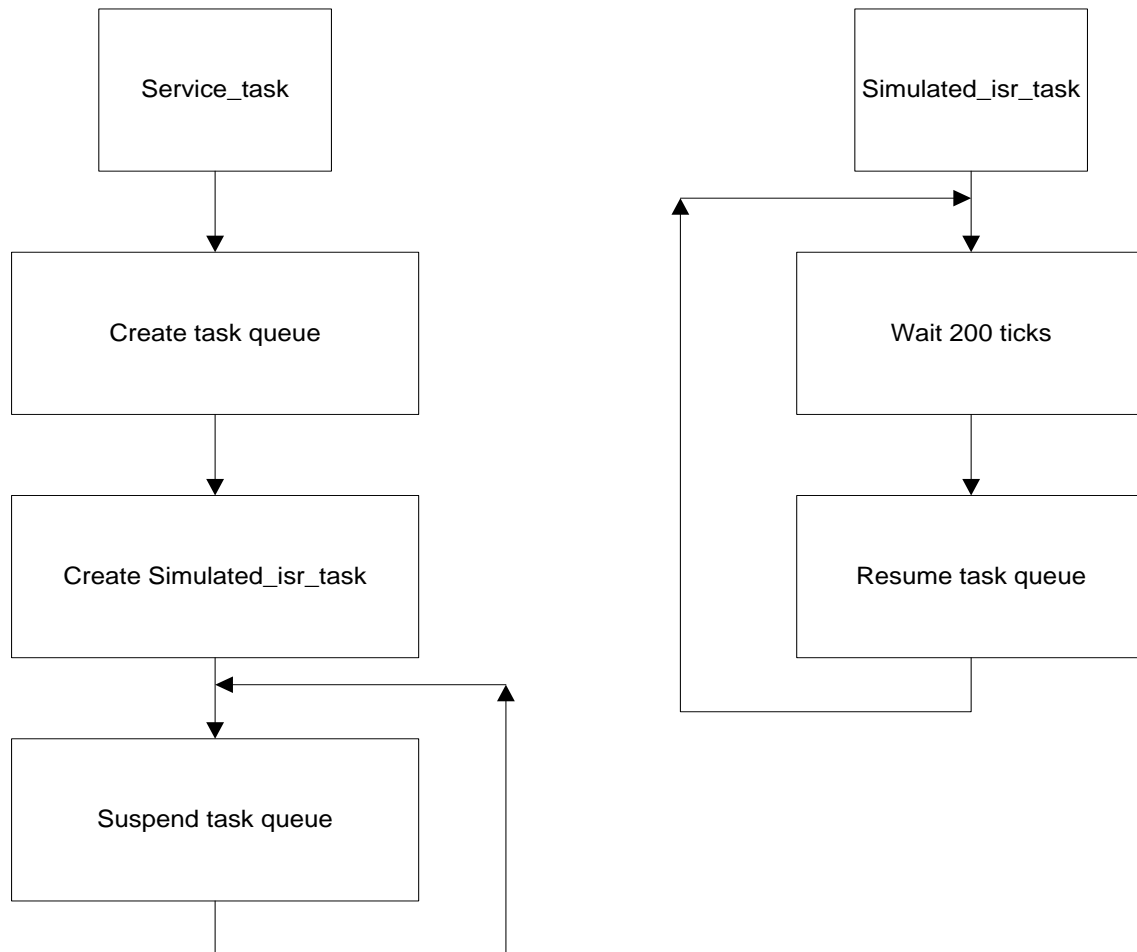 Service_task
Create task queue
Create Simulated_isr_task
Suspend task queue
Simulated_isr_task
Wait 200 ticks
Resume task queue